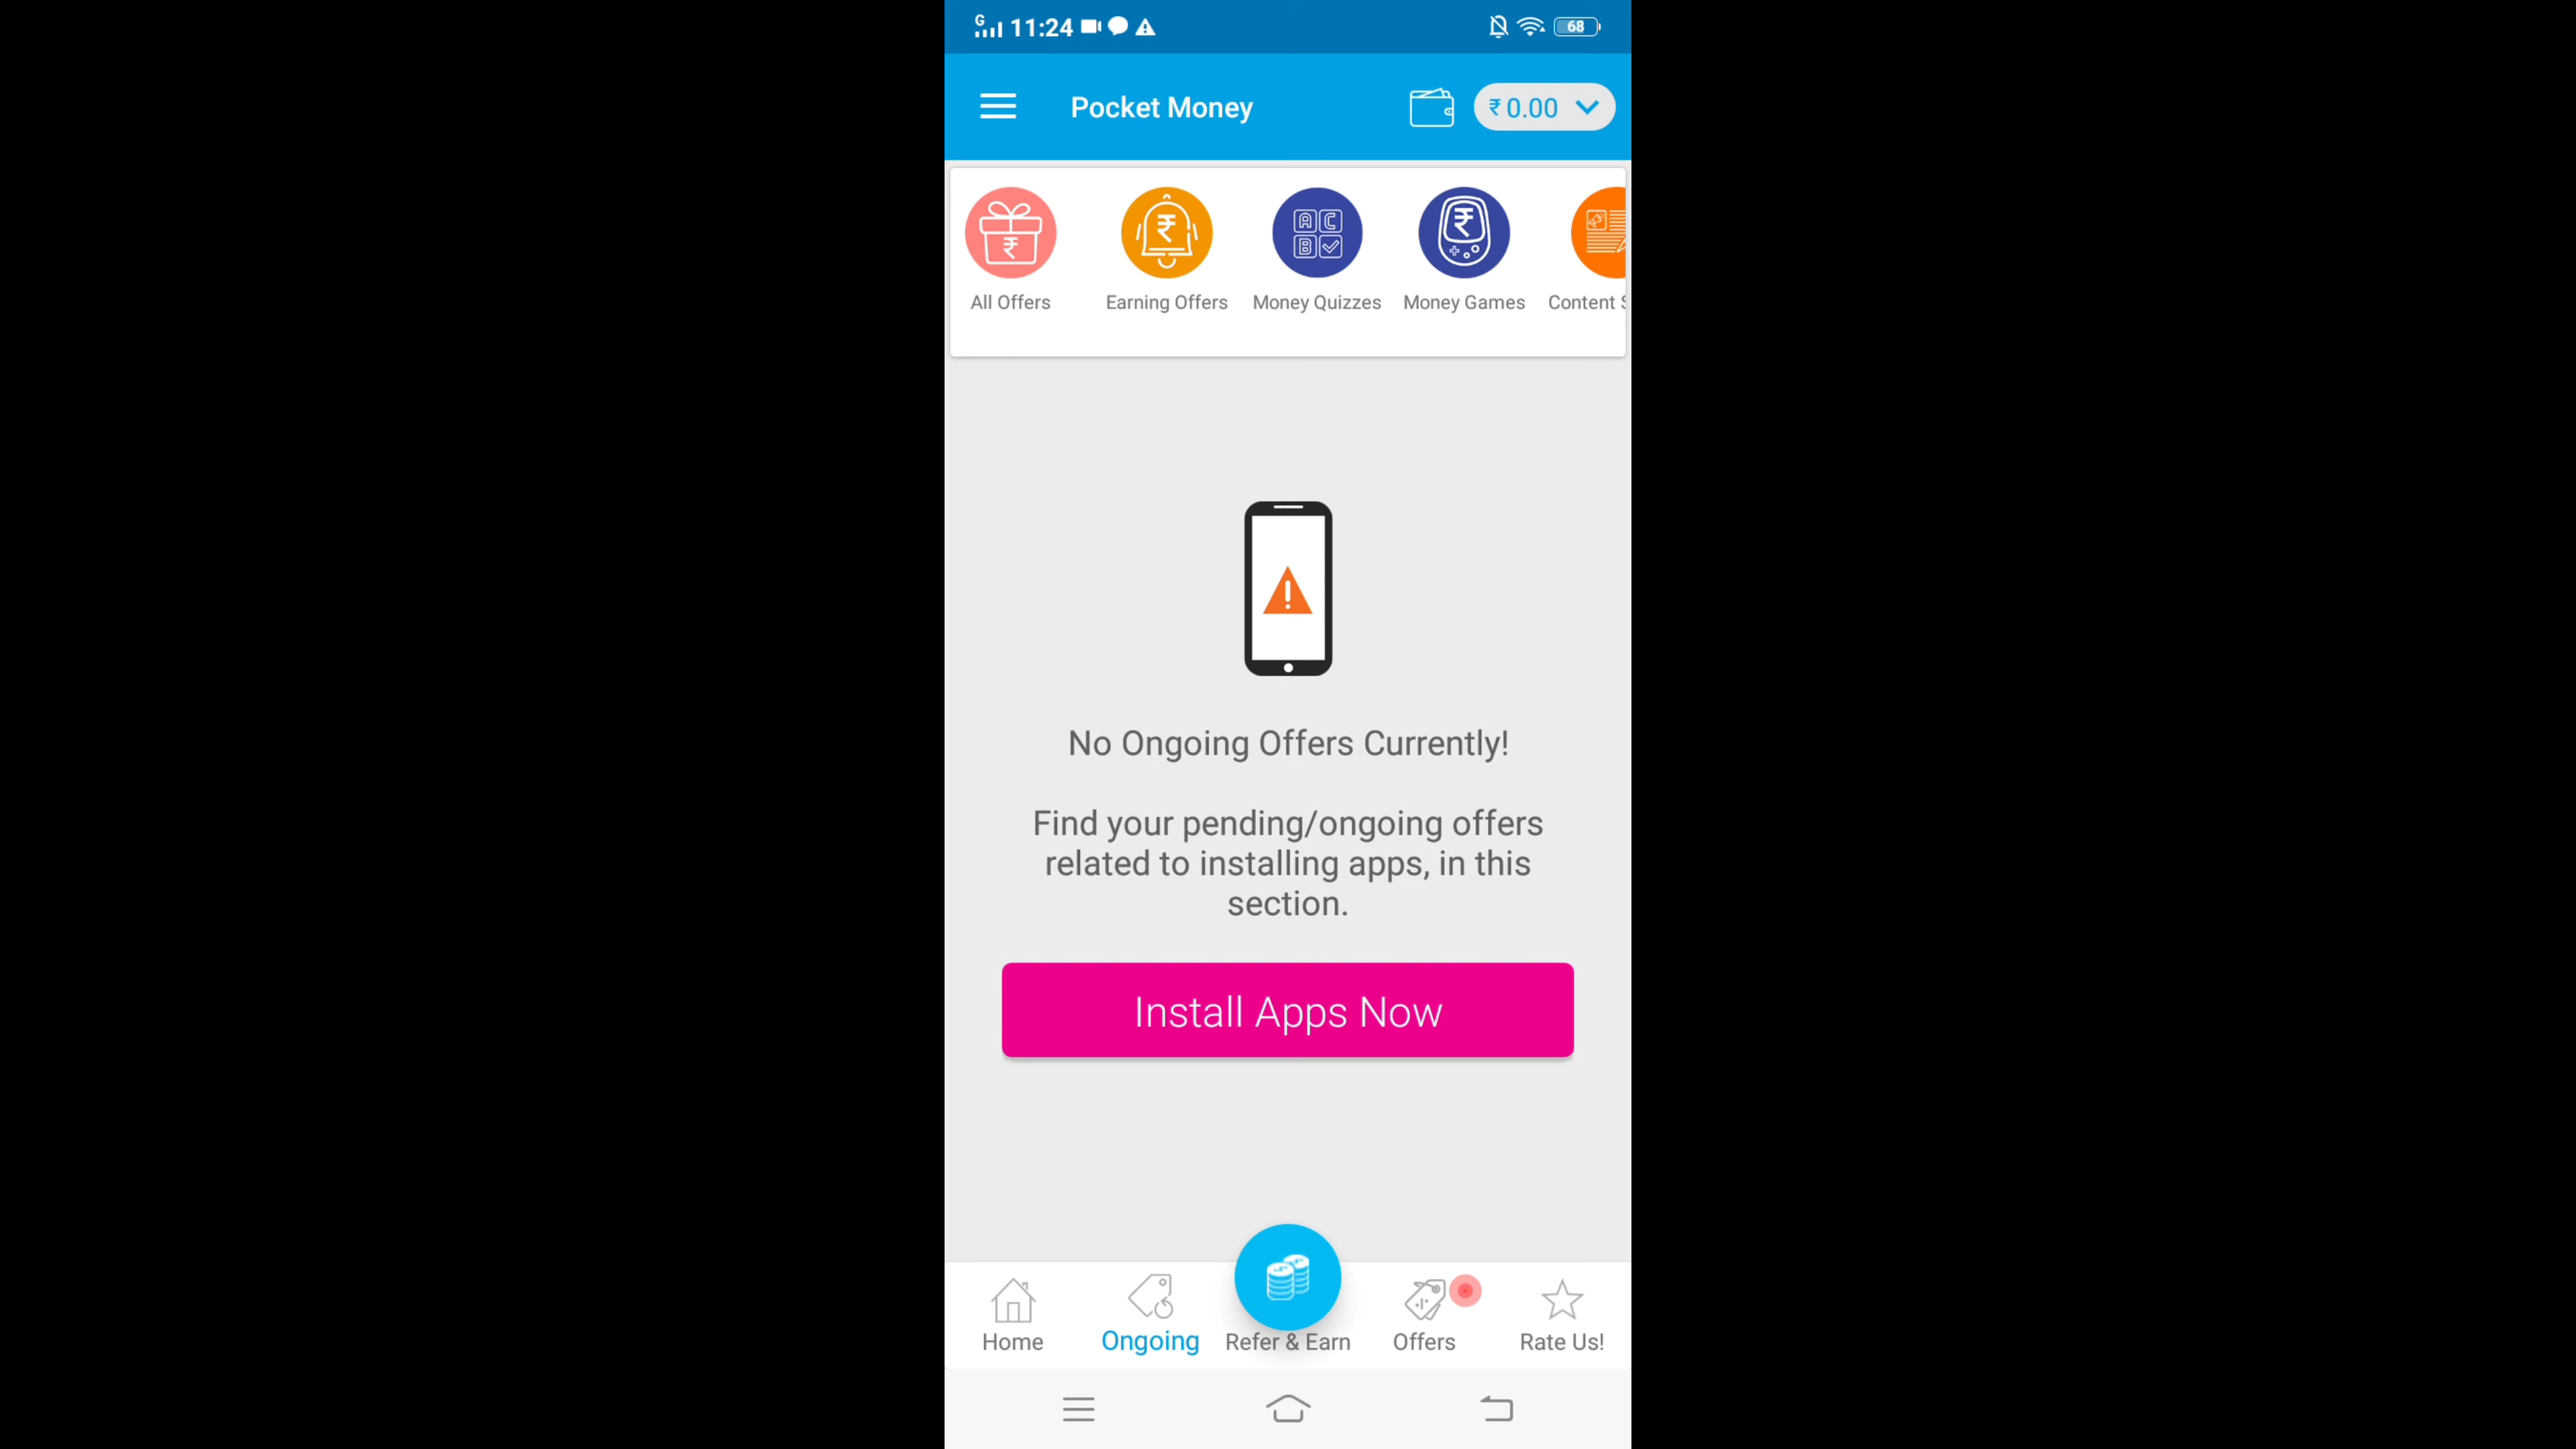 G 11:24 68
Pocket Money ₹ 0.00
All Offers Earning Offers Money Quizzes Money Games Content
No Ongoing Offers Currently!
Find your pending/ongoing offers
related to installing apps, in this
section.
Install Apps Now
Home Ongoing Refer & Earn Offers Rate Us!